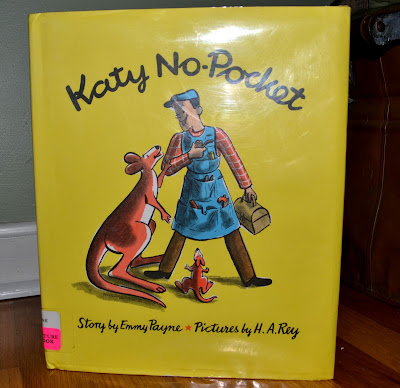 Katy No-Pocket
Story by Emmy Payne ★ Pictures by H.A.Rey